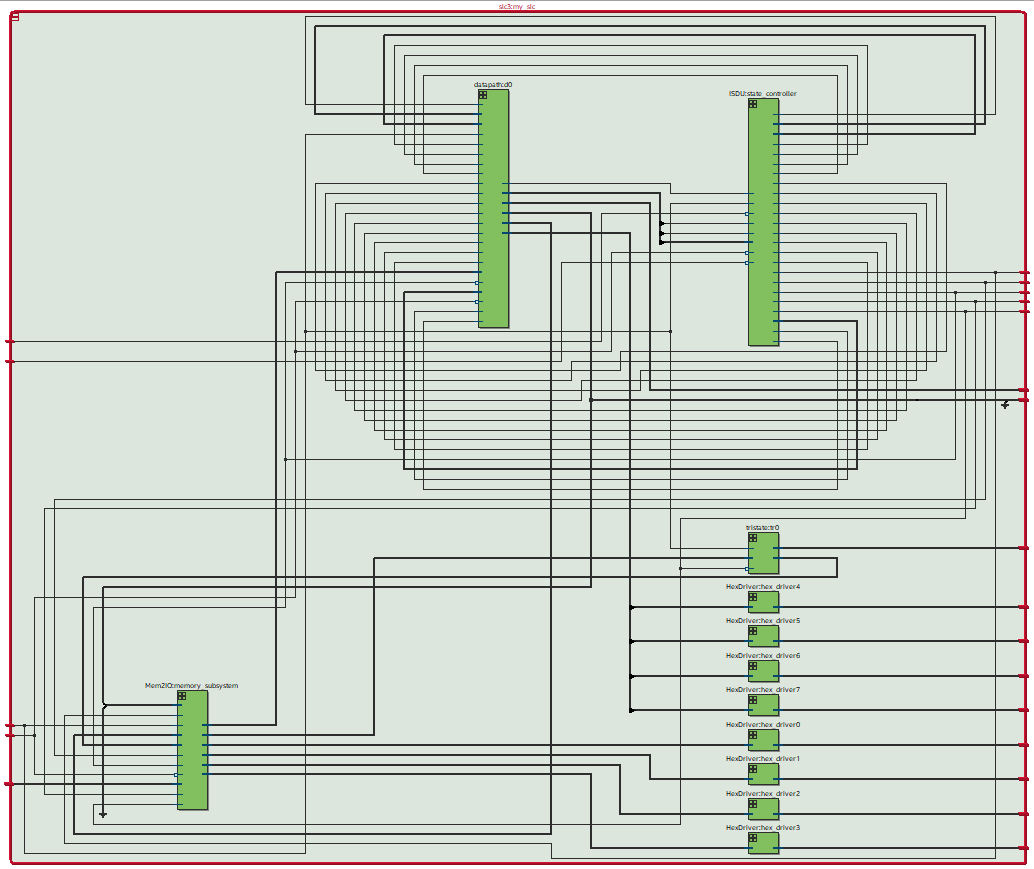 slc3:my_slc
datapath:d0
ISDU:state_controller
tristate:tr0
HexDriver:hex_driver4
HexDriver:hex_driver5
HexDriver:hex_driver6
Mem2IO:memory_subsystem
HexDriver:hex_driver7
HexDriver:hex_driver0
HexDriver:hex_driver1
HexDriver:hex_driver2
HexDriver:hex_driver3